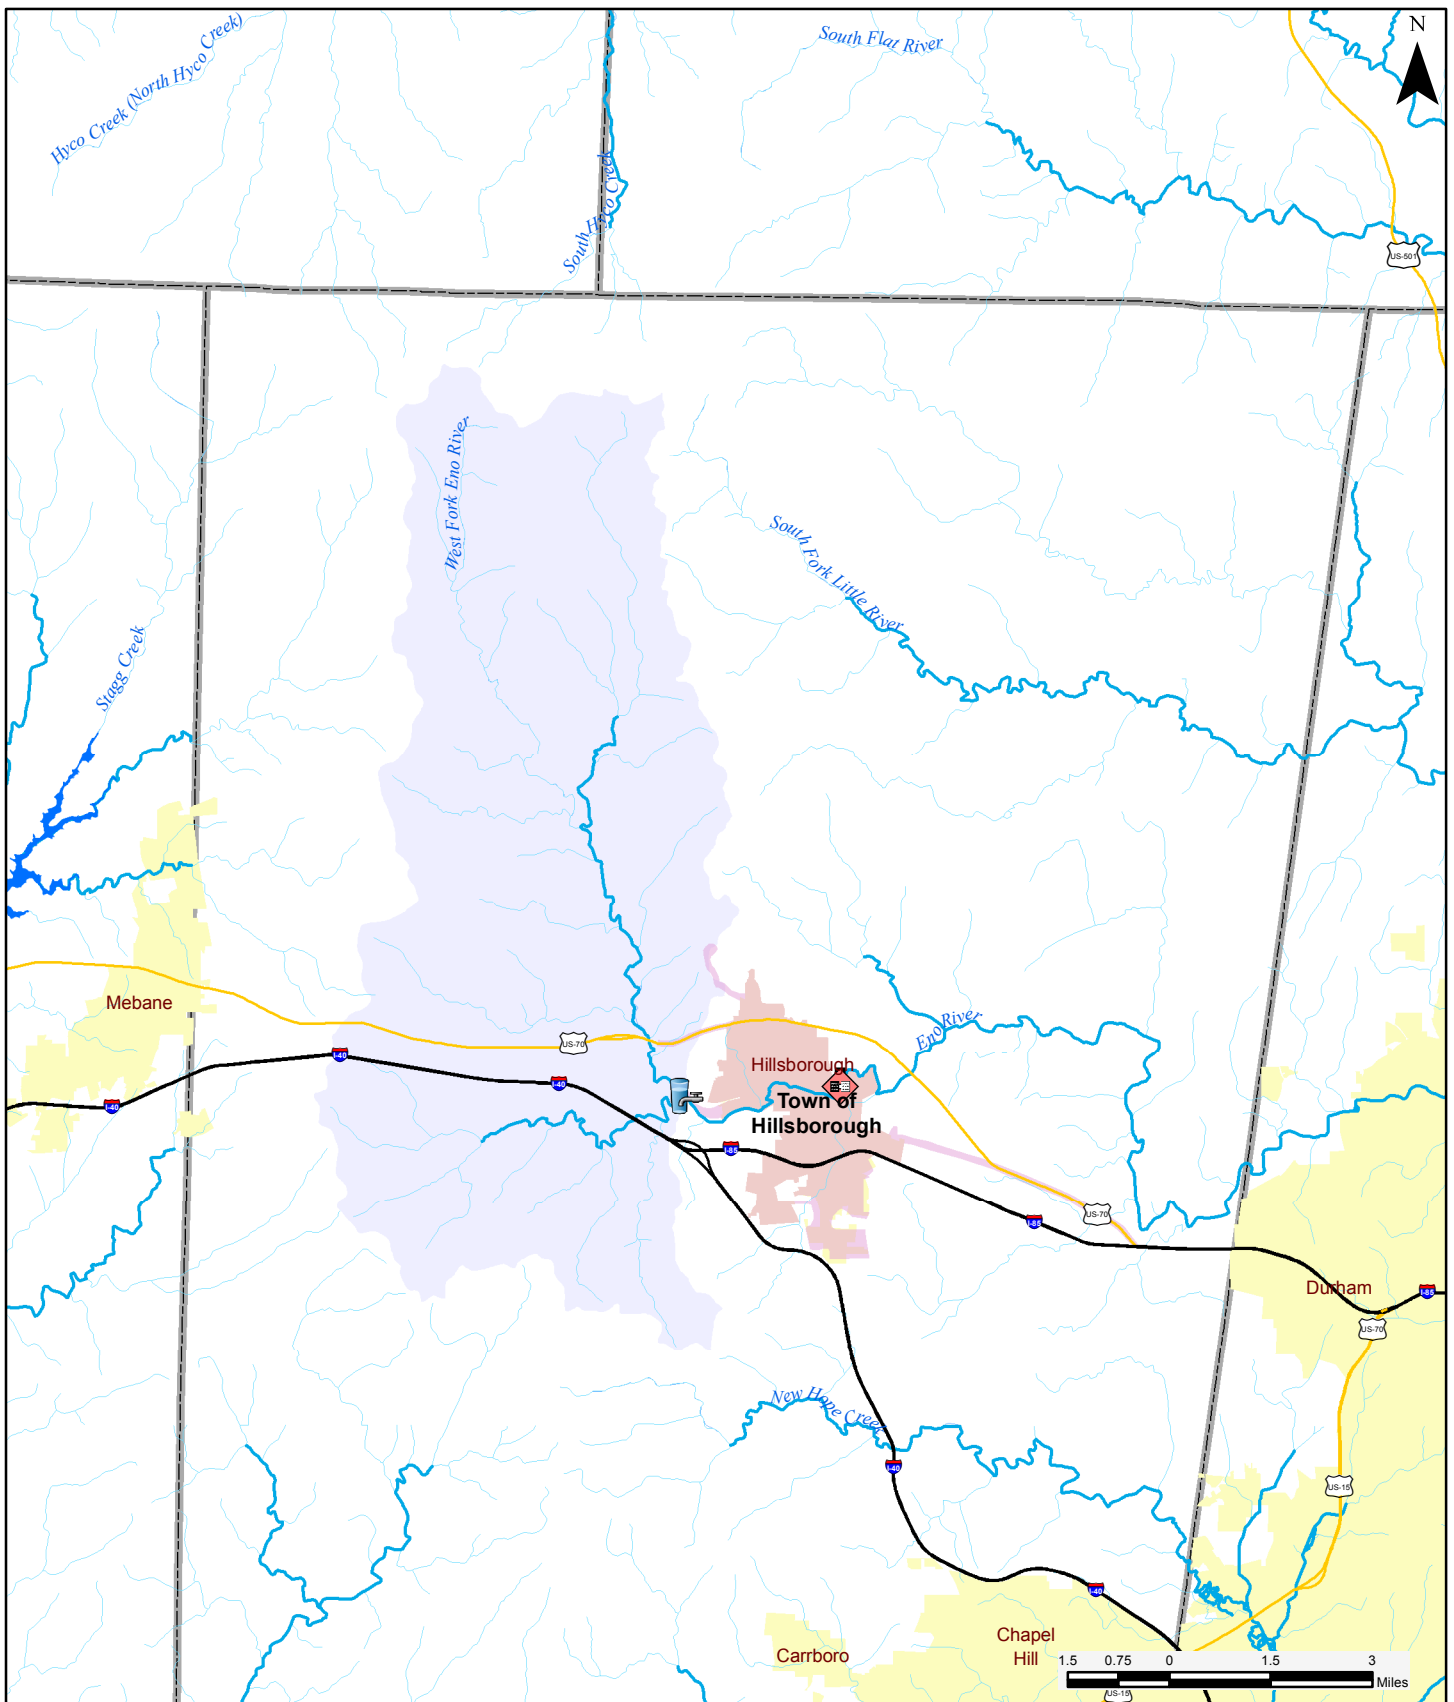 Hyco Creek (North Hyco Creek)
South Flat River
N
South Hyco Creek
US-501
West Fork Eno River
South Fork Little River
Stagg Creek
Mebane
Eno River
US-70
I-40
I-40
I-40
Hillsborough
Town of
Hillsborough
I-85
US-70
I-85
Durham
I-85
US-70
New Hope Creek
I-40
US-15
I-40
Chapel
Hill
Carrboro
1.5 0.75 0 1.5 3
Miles
US-15